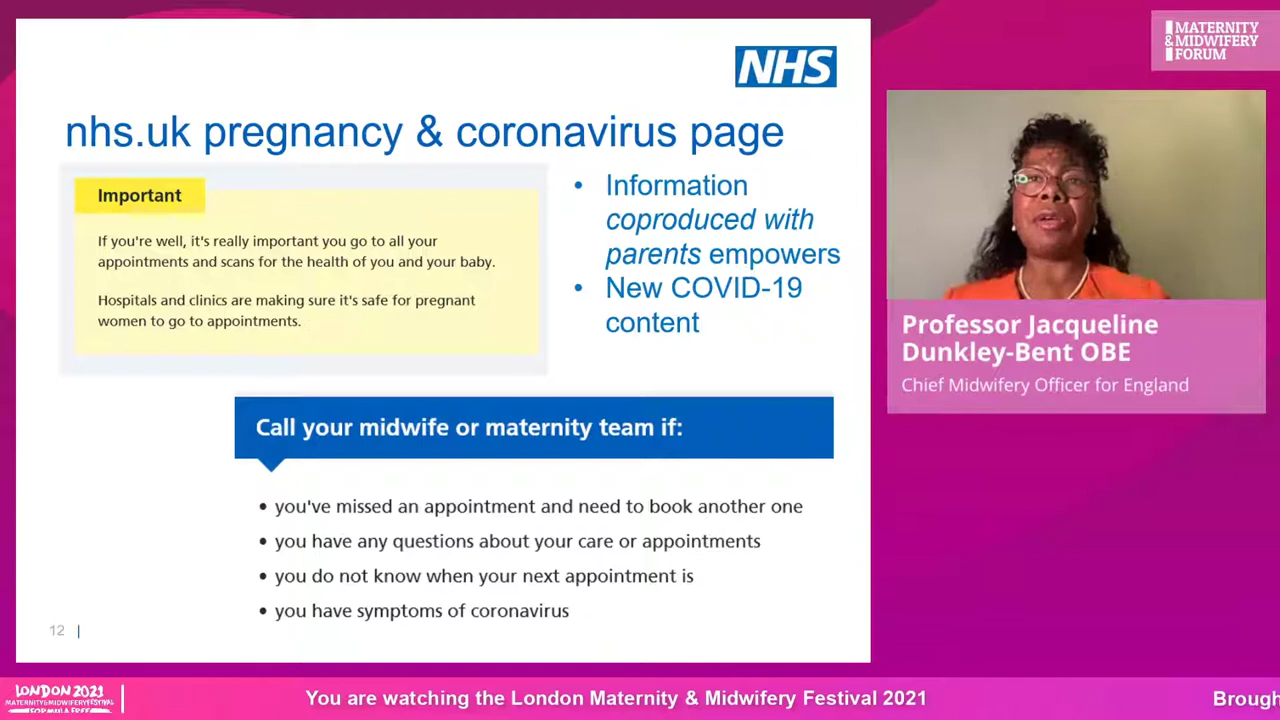 NHS
nhs.uk pregnancy & coronavirus page
Important
If you're well, it's really important you go to all your
appointments and scans for the health of you and your baby.
Hospitals and clinics are making sure it's safe for pregnant
women to go to appointments.
• Information
coproduced with
parents empowers
• New COVID-19
content
Call your midwife or maternity team if:
• you've missed an appointment and need to book another one
• you have any questions about your care or appointments
• you do not know when your next appointment is
• you have symptoms of coronavirus
12 |
MATERNITY
&MIDWIFERY
FORUM
Professor Jacqueline
Dunkley-Bent OBE
Chief Midwifery Officer for England
LONDON 2021
MATERNITY&MIDWIFERYFESTIVAL
FORMULA FREE
You are watching the London Maternity & Midwifery Festival 2021
Brough